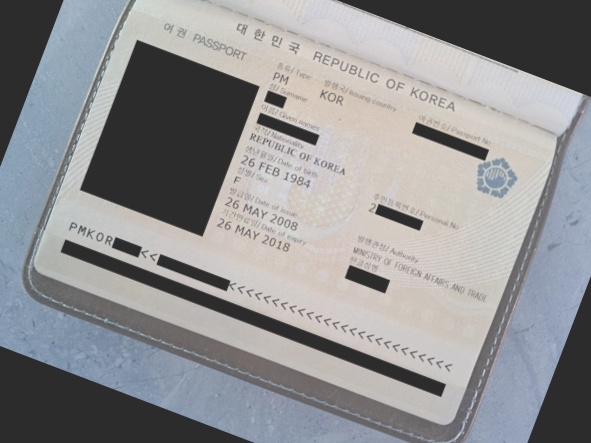 여권 PASSPORT
대한민국 REPUBLIC OF KOREA
종류/Type 발행국/Issuing country 여권번호/Passport No
PM KOR
성/Surname
이름/Given names
국적/Nationality
REPUBLIC OF KOREA
생년월일/Date of birth 주민등록번호/Personal No
26 FEB 1984 2
성별/Sex
F
발급일/Date of issue 발행관청/Authority
26 MAY 2008 MINISTRY OF FOREIGN AFFAIRS AND TRADE
기간만료일/Date of expiry 한글성명
26 MAY 2018
PMKOR <<<<<<<<<<<<<<<<<<<<<<<<<<<<<